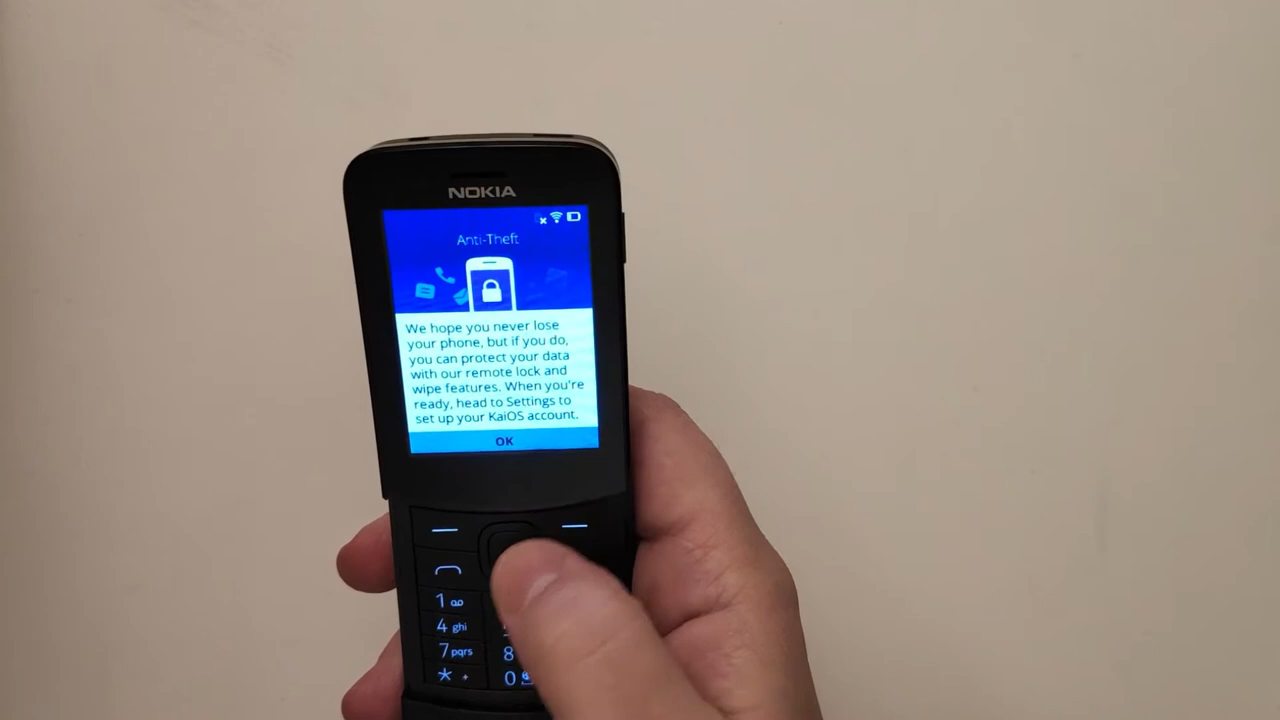 NOKIA
Anti-Theft
We hope you never lose
your phone, but if you do,
you can protect your data
with our remote lock and
wipe features. When you're
ready, head to Settings to
set up your KaiOS account.
OK
1
4 ghi
7 pqrs 8
* + 0